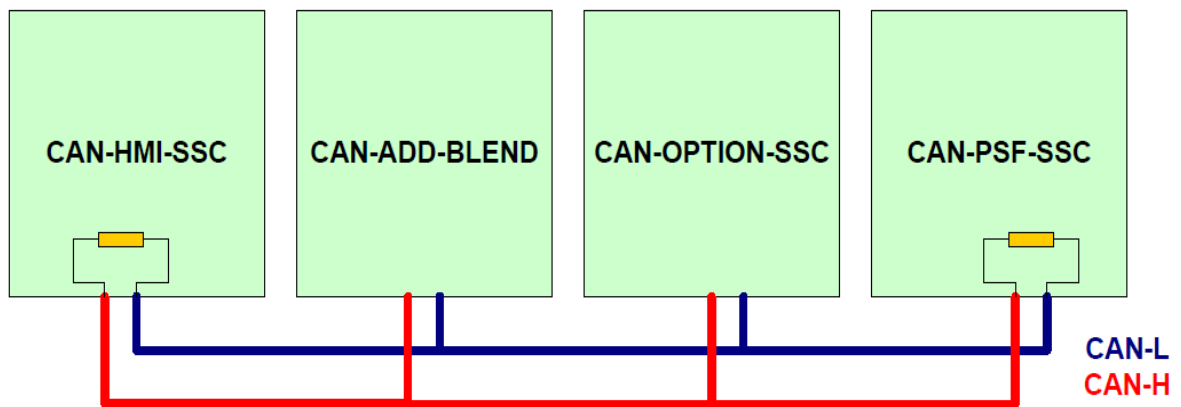 CAN-HMI-SSC
CAN-ADD-BLEND
CAN-OPTION-SSC
CAN-PSF-SSC
CAN-L
CAN-H